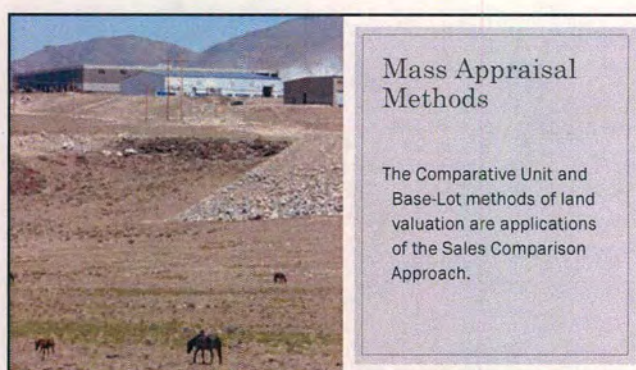 Mass Appraisal
Methods
The Comparative Unit and
Base-Lot methods of land
valuation are applications
of the Sales Comparison
Approach.